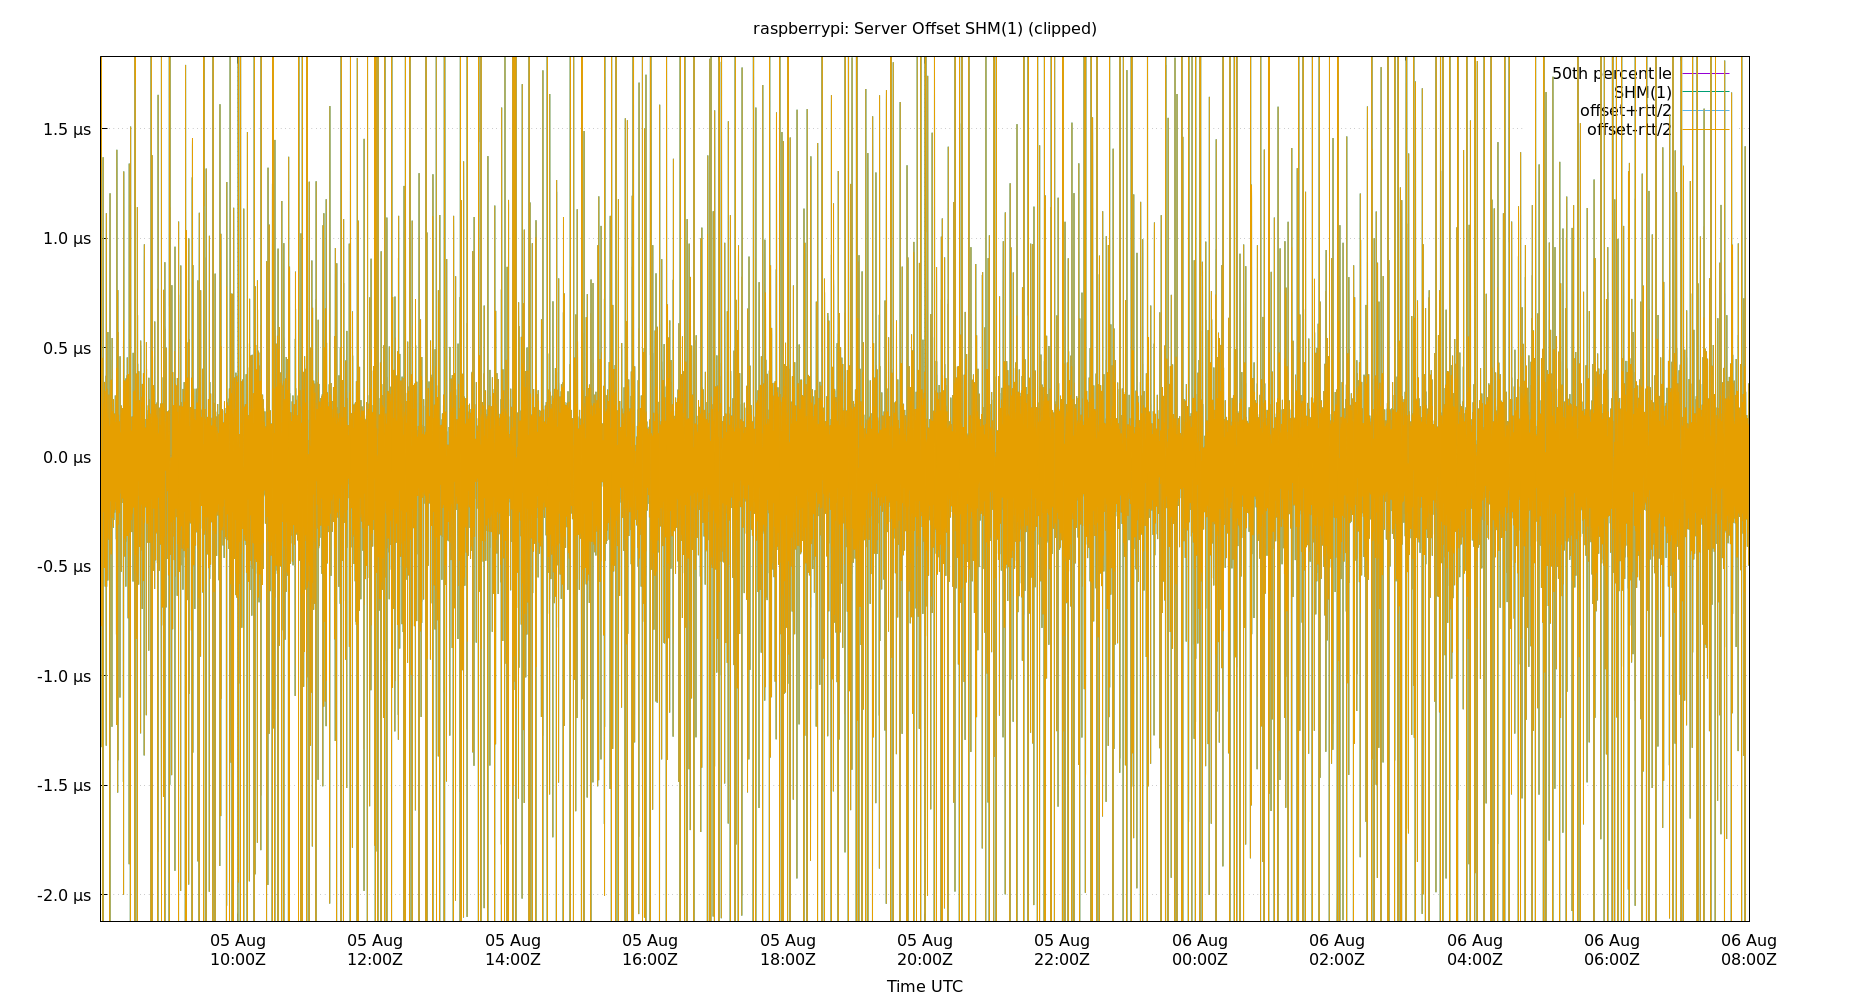 raspberrypi: Server Offset SHM(1) (clipped)
50th percentile
SHM(1)
offset+rtt/2
offset-rtt/2
1.5 µs
1.0 µs
0.5 µs
0.0 µs
-0.5 µs
-1.0 µs
-1.5 µs
-2.0 µs
05 Aug 05 Aug 05 Aug 05 Aug 05 Aug 05 Aug 05 Aug 06 Aug 06 Aug 06 Aug 06 Aug 06 Aug
10:00Z 12:00Z 14:00Z 16:00Z 18:00Z 20:00Z 22:00Z 00:00Z 02:00Z 04:00Z 06:00Z 08:00Z
Time UTC